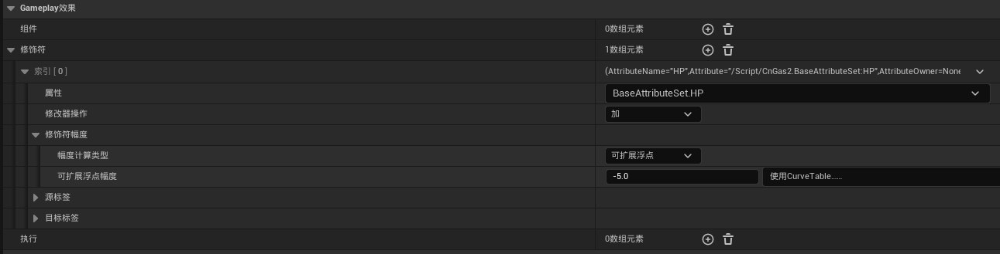 Gameplay效果
组件 0数组元素
修饰符 1数组元素
索引 [ 0 ] (AttributeName="HP",Attribute="/Script/CnGas2.BaseAttributeSet:HP",AttributeOwner=None
属性 BaseAttributeSet.HP
修改器操作 加
修饰符幅度
幅度计算类型 可扩展浮点
可扩展浮点幅度 -5.0 使用CurveTable......
源标签
目标标签
执行 0数组元素